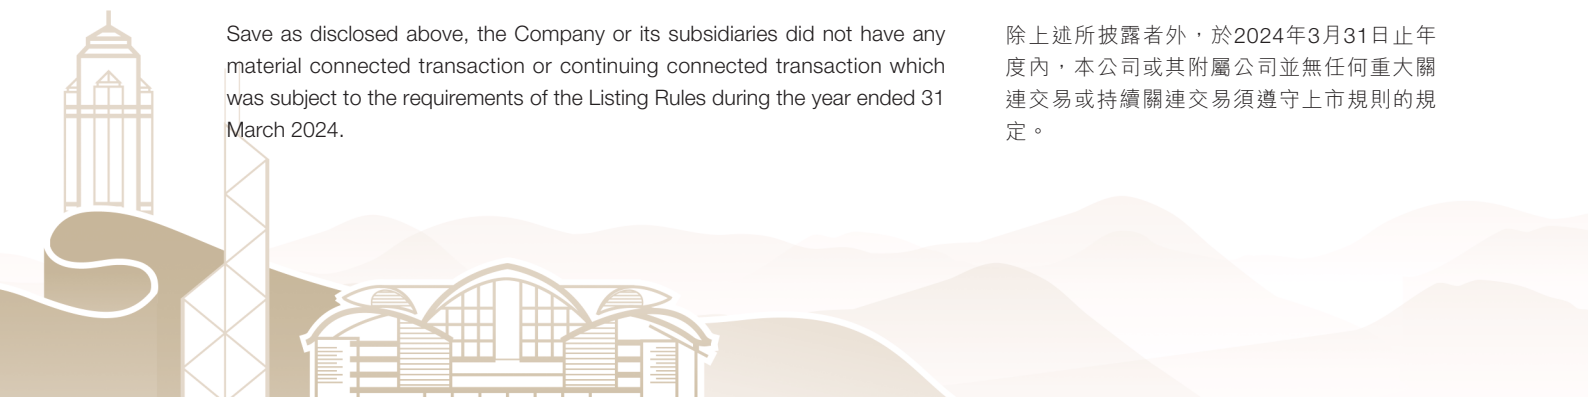 Save as disclosed above, the Company or its subsidiaries did not have any
material connected transaction or continuing connected transaction which
was subject to the requirements of the Listing Rules during the year ended 31
March 2024.
除上述所披露者外，於2024年3月31日止年
度內，本公司或其附屬公司並無任何重大關
連交易或持續關連交易須遵守上市規則的規
定。